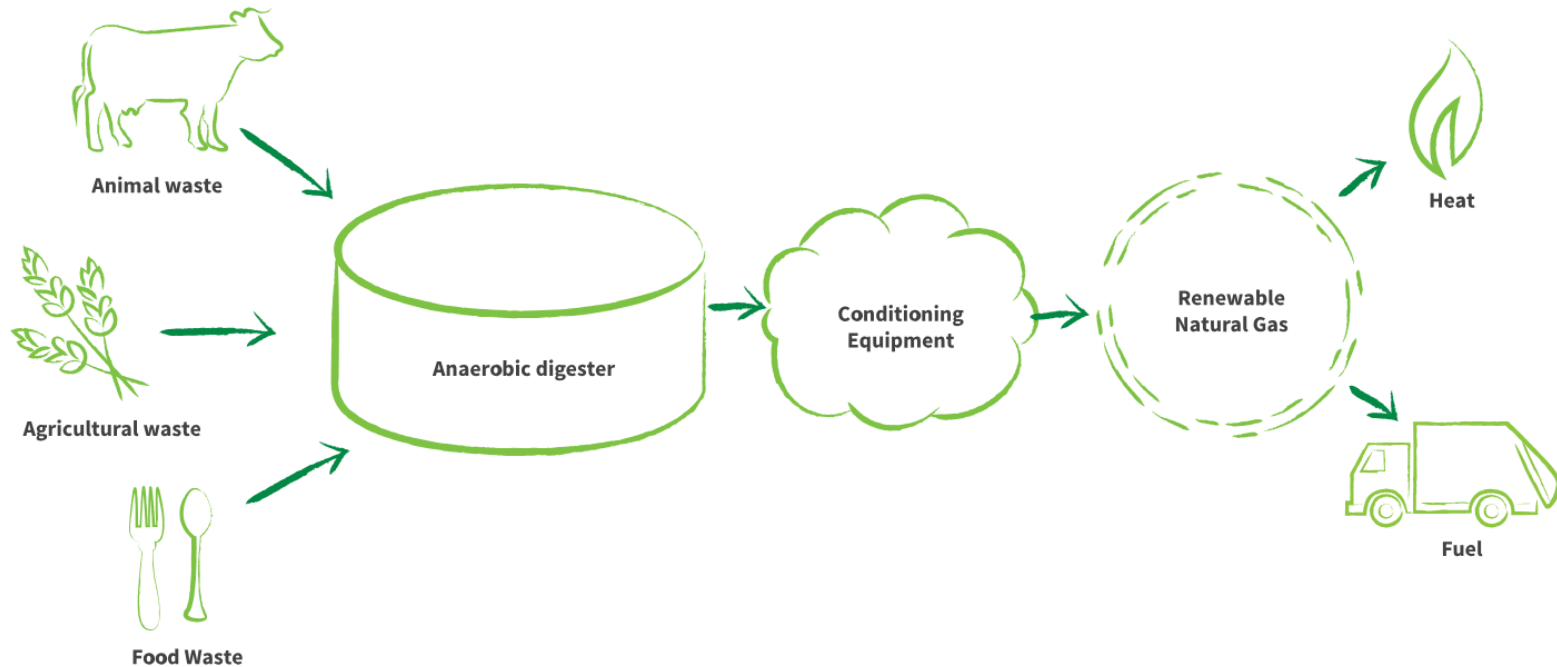 Animal waste
Agricultural waste
Food Waste
Anaerobic digester
Conditioning
Equipment
Renewable
Natural Gas
Heat
Fuel